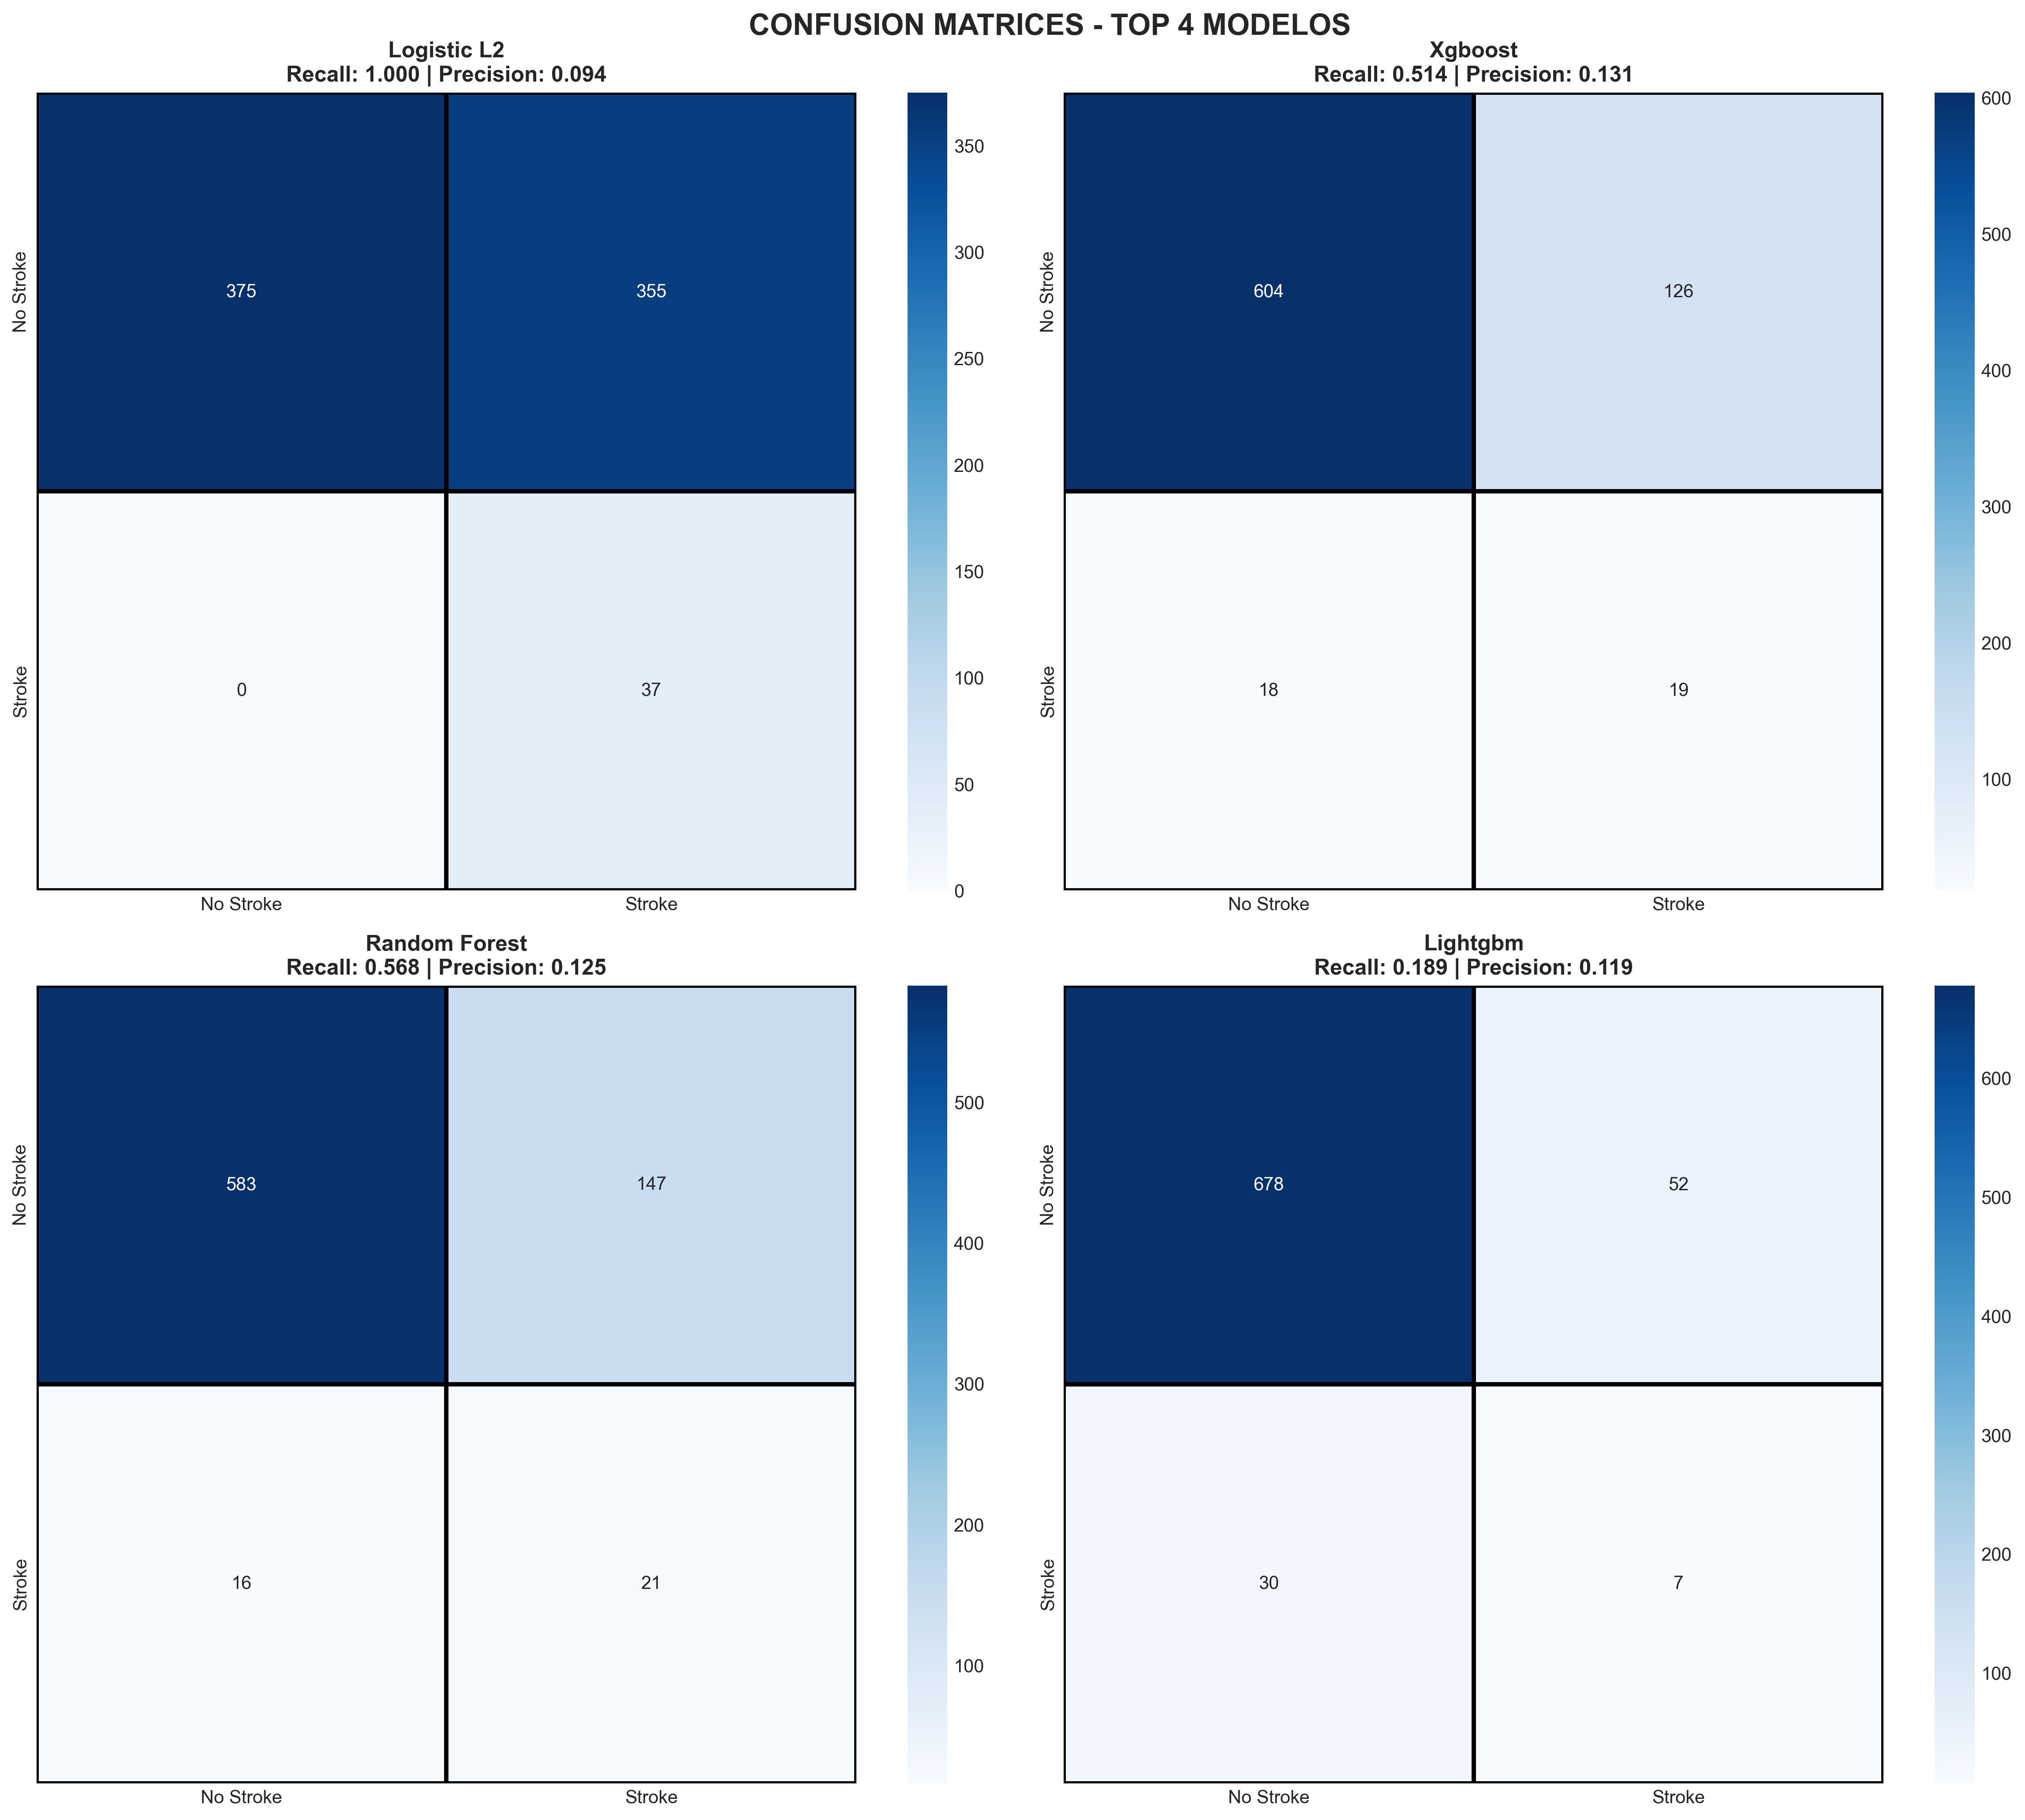 CONFUSION MATRICES - TOP 4 MODELOS
Logistic L2
Recall: 1.000 | Precision: 0.094
No Stroke
Stroke
375
355
0
37
No Stroke
Stroke
350
300
250
200
150
100
50
0
Xgboost
Recall: 0.514 | Precision: 0.131
No Stroke
Stroke
604
126
18
19
No Stroke
Stroke
600
500
400
300
200
100
Random Forest
Recall: 0.568 | Precision: 0.125
No Stroke
Stroke
583
147
16
21
No Stroke
Stroke
500
400
300
200
100
Lightgbm
Recall: 0.189 | Precision: 0.119
No Stroke
Stroke
678
52
30
7
No Stroke
Stroke
600
500
400
300
200
100